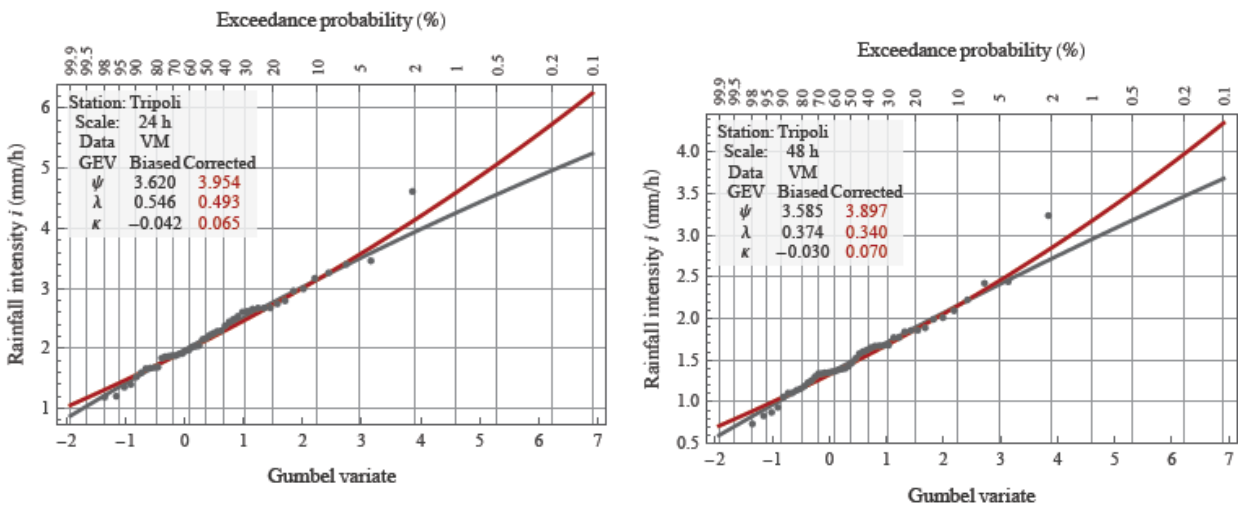 Exceedance probability (%)
99.9 99.5 98 95 90 80 70 60 50 40 30 20 10 5 2 1 0.5 0.2 0.1
Rainfall intensity i (mm/h)
6
5
4
3
2
1
Station: Tripoli
Scale: 24 h
Data VM
GEV Biased Corrected
ψ 3.620 3.954
λ 0.546 0.493
κ −0.042 0.065
−2 −1 0 1 2 3 4 5 6 7
Gumbel variate
Exceedance probability (%)
99.9 99.5 98 95 90 80 70 60 50 40 30 20 10 5 2 1 0.5 0.2 0.1
Rainfall intensity i (mm/h)
4.0
3.5
3.0
2.5
2.0
1.5
1.0
0.5
Station: Tripoli
Scale: 48 h
Data VM
GEV Biased Corrected
ψ 3.585 3.897
λ 0.374 0.340
κ −0.030 0.070
−2 −1 0 1 2 3 4 5 6 7
Gumbel variate